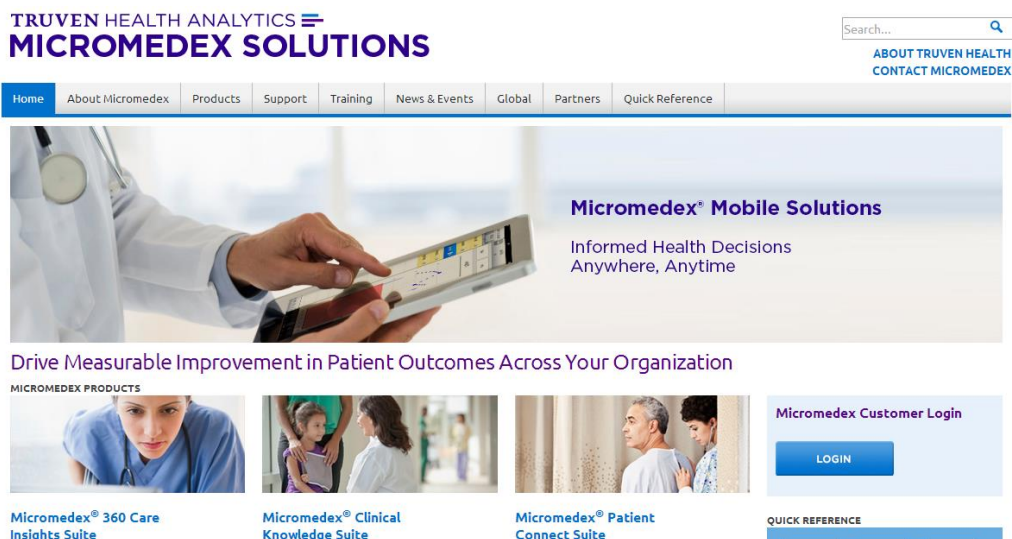 TRUVEN HEALTH ANALYTICS
MICROMEDEX SOLUTIONS
Search...
ABOUT TRUVEN HEALTH
CONTACT MICROMEDEX
Home About Micromedex Products Support Training News & Events Global Partners Quick Reference
Micromedex® Mobile Solutions
Informed Health Decisions
Anywhere, Anytime
Drive Measurable Improvement in Patient Outcomes Across Your Organization
MICROMEDEX PRODUCTS
Micromedex® 360 Care
Insights Suite
Micromedex® Clinical
Knowledge Suite
Micromedex® Patient
Connect Suite
Micromedex Customer Login
LOGIN
QUICK REFERENCE